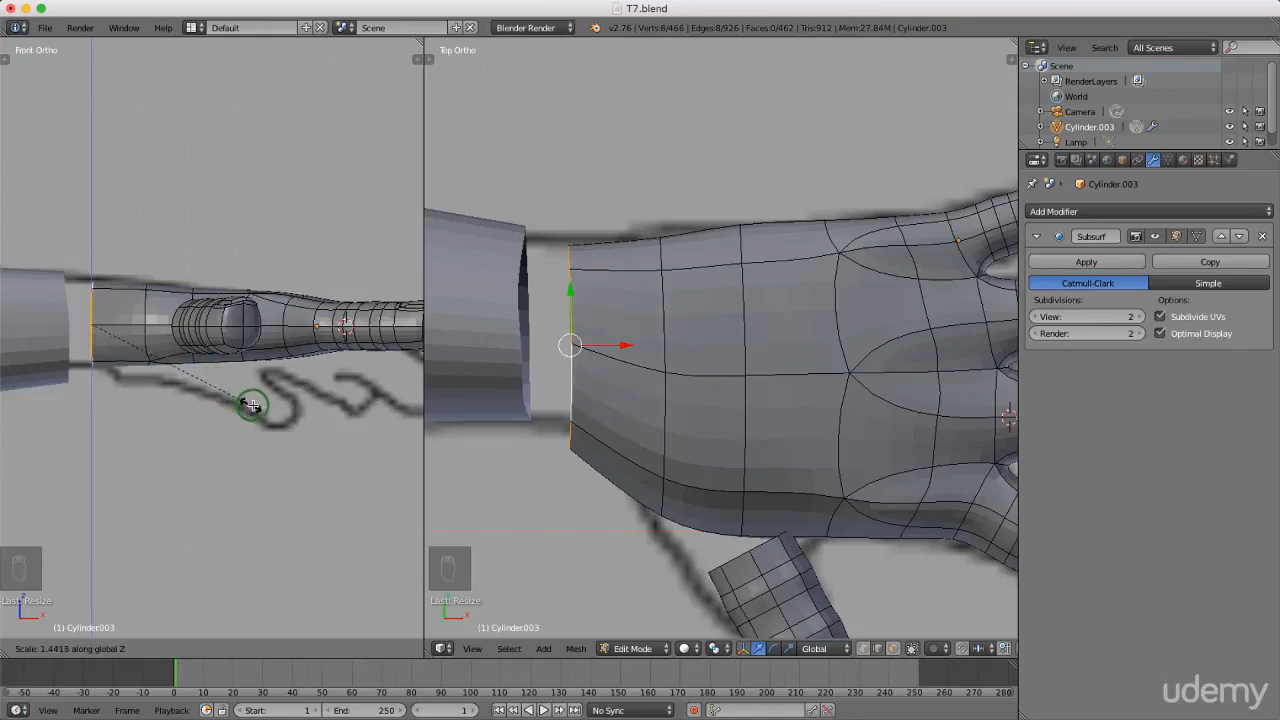 T7.blend
File Render Window Help Default Scene Blender Render v2.76 | Verts:8/466 | Edges:8/926 | Faces:0/462 | Tris:912 | Mem:27.84M | Cylinder.003
Front Ortho
Top Ortho
View Search All Scenes
Scene
RenderLayers
World
Camera
Cylinder.003
Lamp
Cylinder.003
Add Modifier
Subsurf
Apply Copy
Catmull-Clark Simple
Subdivisions: Options:
View: 2 Subdivide UVs
Render: 2 Optimal Display
Last: Resize
Last: Resize
(1) Cylinder.003
(1) Cylinder.003
Scale: 1.4416 along global Z
View Select Add Mesh Edit Mode Global
-50 -40 -30 -20 -10 0 10 20 30 40 50 60 70 80 90 100 110 120 130 140 150 160 170 180 190 200 210 220 230 240 250 260 270 280
View Marker Frame Playback Start: 1 End: 250 1 No Sync
udemy